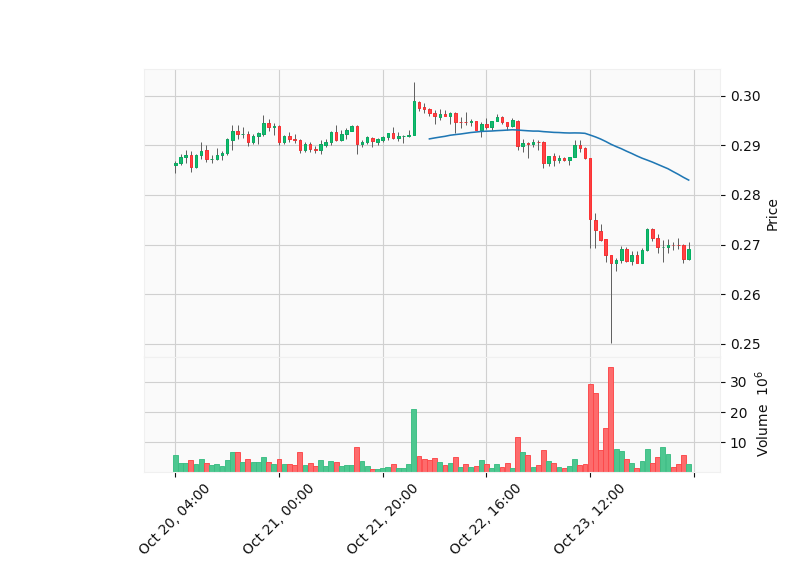 0.30
0.29
0.28
0.27
0.26
0.25
Price
30
20
10
Volume 10^6
Oct 20, 04:00
Oct 21, 00:00
Oct 21, 20:00
Oct 22, 16:00
Oct 23, 12:00